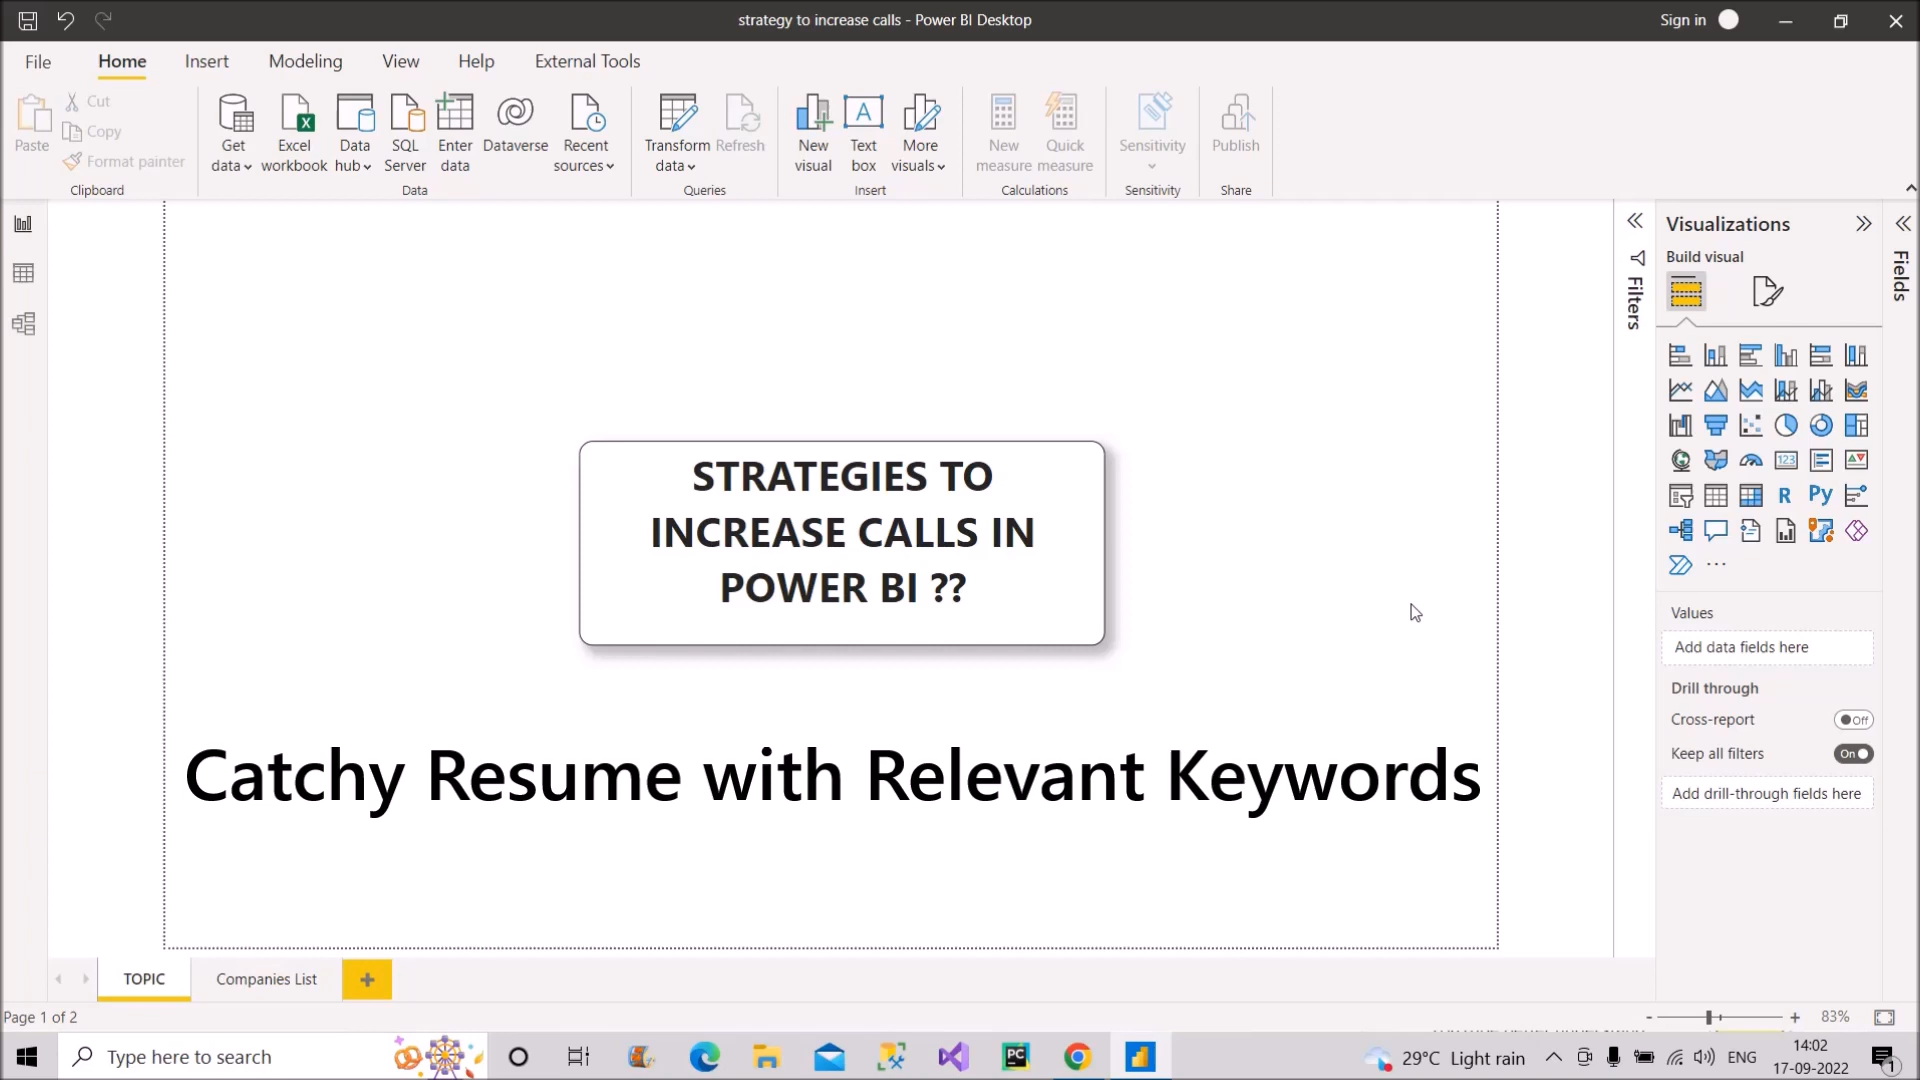 strategy to increase calls - Power BI Desktop
Sign in
File
Home
Insert
Modeling
View
Help
External Tools
Paste
Cut
Copy
Format painter
Clipboard
Get
data
Excel
workbook
Data
hub
SQL
Server
Enter
data
Dataverse
Recent
sources
Data
Transform
data
Refresh
Queries
New
visual
Text
box
More
visuals
Insert
New
measure
Quick
measure
Calculations
Sensitivity
Sensitivity
Publish
Share
STRATEGIES TO
INCREASE CALLS IN
POWER BI ??
Catchy Resume with Relevant Keywords
Filters
Visualizations
Build visual
123
R
Py
Values
Add data fields here
Drill through
Cross-report
Off
Keep all filters
On
Add drill-through fields here
Fields
TOPIC
Companies List
Page 1 of 2
83%
Type here to search
PC
29°C Light rain
ENG
14:02
17-09-2022
1